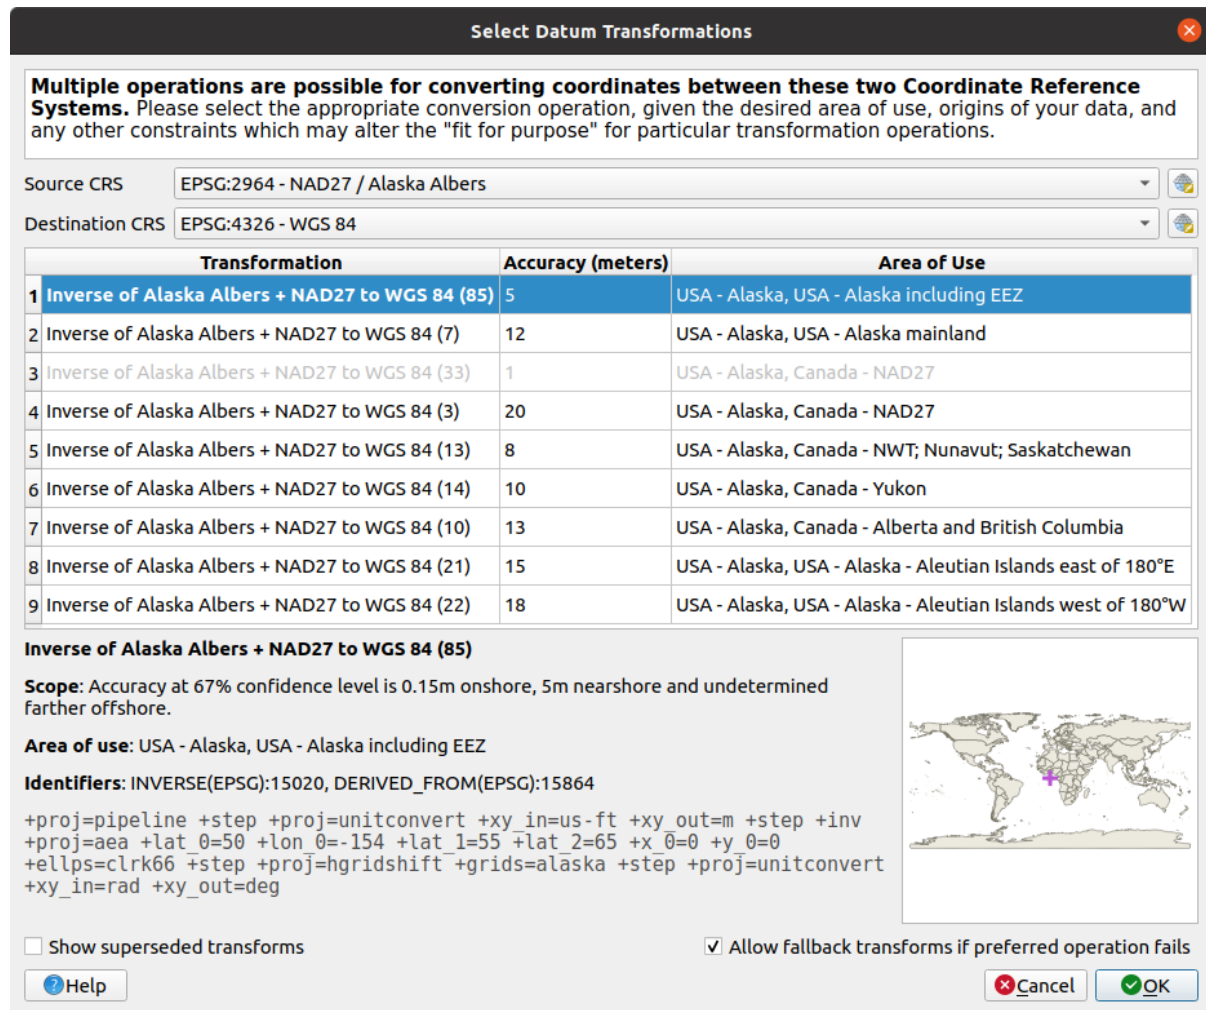 Select Datum Transformations
Multiple operations are possible for converting coordinates between these two Coordinate Reference
Systems. Please select the appropriate conversion operation, given the desired area of use, origins of your data, and
any other constraints which may alter the "fit for purpose" for particular transformation operations.
Source CRS EPSG:2964 - NAD27 / Alaska Albers
Destination CRS EPSG:4326 - WGS 84
Transformation Accuracy (meters) Area of Use
1 Inverse of Alaska Albers + NAD27 to WGS 84 (85) 5 USA - Alaska, USA - Alaska including EEZ
2 Inverse of Alaska Albers + NAD27 to WGS 84 (7) 12 USA - Alaska, USA - Alaska mainland
3 Inverse of Alaska Albers + NAD27 to WGS 84 (33) 1 USA - Alaska, Canada - NAD27
4 Inverse of Alaska Albers + NAD27 to WGS 84 (3) 20 USA - Alaska, Canada - NAD27
5 Inverse of Alaska Albers + NAD27 to WGS 84 (13) 8 USA - Alaska, Canada - NWT; Nunavut; Saskatchewan
6 Inverse of Alaska Albers + NAD27 to WGS 84 (14) 10 USA - Alaska, Canada - Yukon
7 Inverse of Alaska Albers + NAD27 to WGS 84 (10) 13 USA - Alaska, Canada - Alberta and British Columbia
8 Inverse of Alaska Albers + NAD27 to WGS 84 (21) 15 USA - Alaska, USA - Alaska - Aleutian Islands east of 180°E
9 Inverse of Alaska Albers + NAD27 to WGS 84 (22) 18 USA - Alaska, USA - Alaska - Aleutian Islands west of 180°W
Inverse of Alaska Albers + NAD27 to WGS 84 (85)
Scope: Accuracy at 67% confidence level is 0.15m onshore, 5m nearshore and undetermined
farther offshore.
Area of use: USA - Alaska, USA - Alaska including EEZ
Identifiers: INVERSE(EPSG):15020, DERIVED_FROM(EPSG):15864
+proj=pipeline +step +proj=unitconvert +xy_in=us-ft +xy_out=m +step +inv
+proj=aea +lat_0=50 +lon_0=-154 +lat_1=55 +lat_2=65 +x_0=0 +y_0=0
+ellps=clrk66 +step +proj=hgridshift +grids=alaska +step +proj=unitconvert
+xy_in=rad +xy_out=deg
Show superseded transforms
Allow fallback transforms if preferred operation fails
Help
Cancel
OK